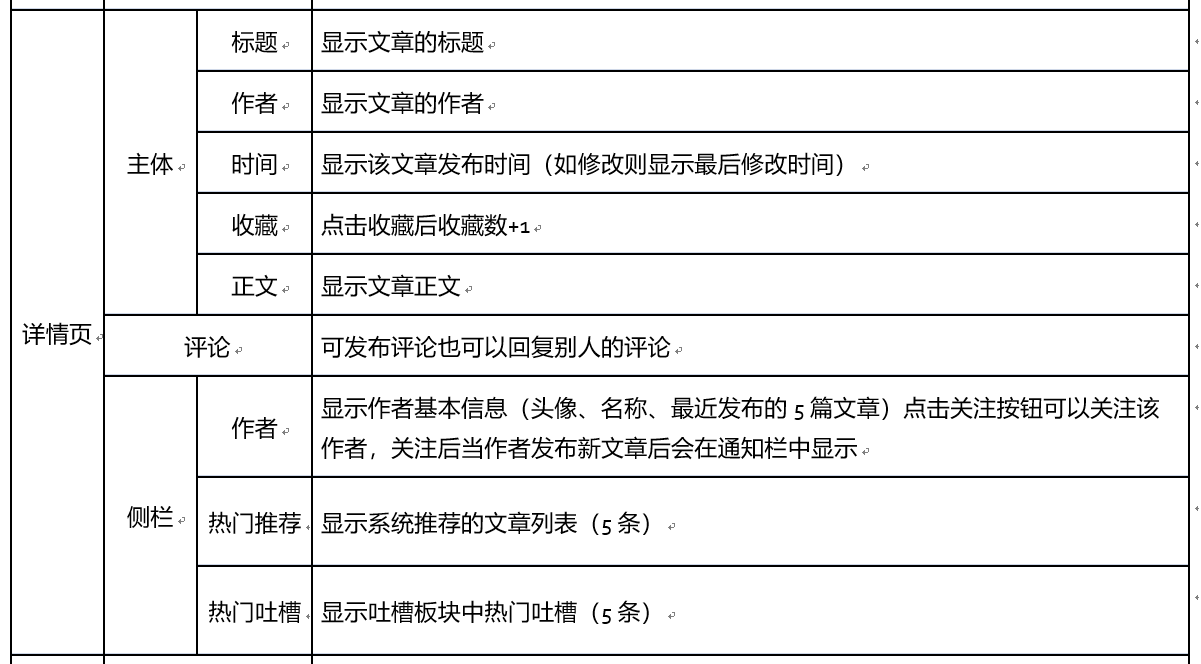 详情页
主体
标题
显示文章的标题
作者
显示文章的作者
时间
显示该文章发布时间（如修改则显示最后修改时间）
收藏
点击收藏后收藏数+1
正文
显示文章正文
评论
可发布评论也可以回复别人的评论
侧栏
作者
显示作者基本信息（头像、名称、最近发布的 5 篇文章）点击关注按钮可以关注该
作者，关注后当作者发布新文章后会在通知栏中显示
热门推荐
显示系统推荐的文章列表（5 条）
热门吐槽
显示吐槽板块中热门吐槽（5 条）